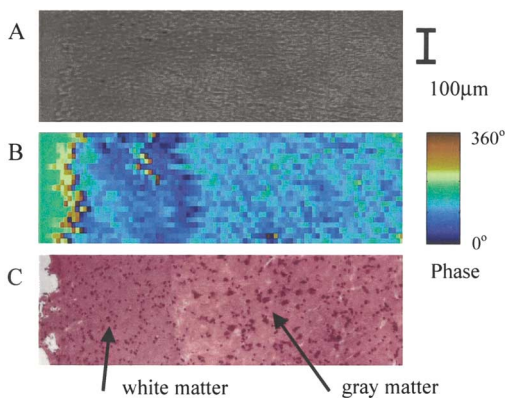 A
100μm
B
360°
0°
Phase
C
white matter
gray matter